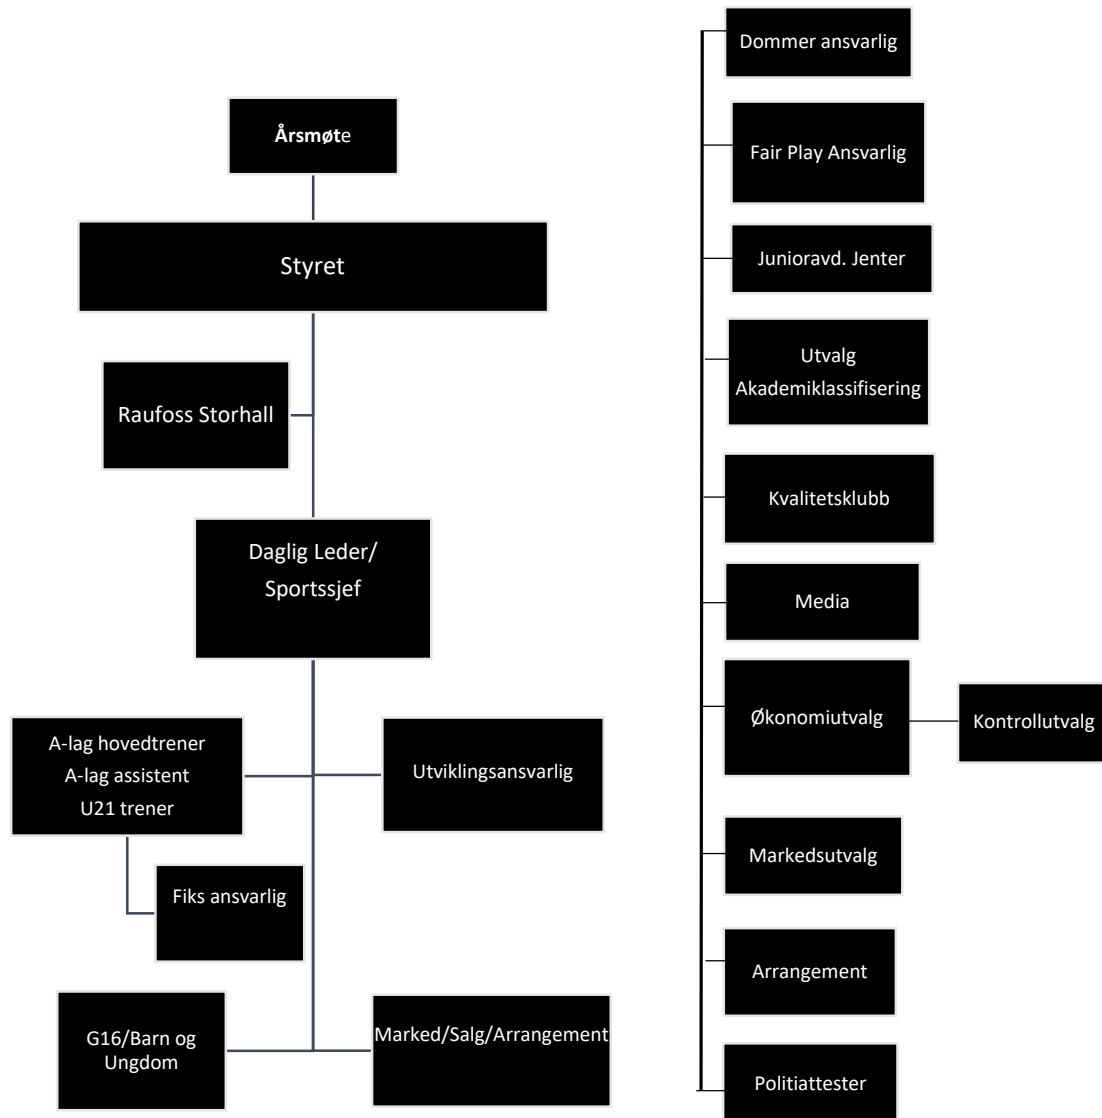 Årsmøte
Styret
Raufoss Storhall
Daglig Leder/
Sportssjef
A-lag hovedtrener
A-lag assistent
U21 trener
Utviklingsansvarlig
Fiks ansvarlig
G16/Barn og
Ungdom
Marked/Salg/Arrangement
Dommer ansvarlig
Fair Play Ansvarlig
Junioravd. Jenter
Utvalg
Akademiklassifisering
Kvalitetsklubb
Media
Økonomiutvalg
Kontrollutvalg
Markedsutvalg
Arrangement
Politiattester